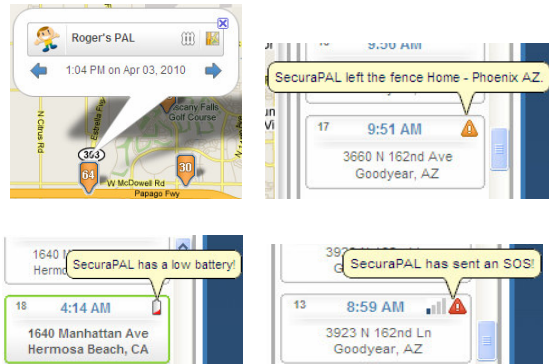 Roger's PAL
1:04 PM on Apr 03, 2010
N Citrus Rd
Estrella Fwy
Tuscany Falls
Golf Course
303
64
30
W McDowell Rd
Papago Fwy
9:56 AM
SecuraPAL left the fence Home - Phoenix AZ.
17
9:51 AM
3660 N 162nd Ave
Goodyear, AZ
1640 M
Hermo
SecuraPAL has a low battery!
18
4:14 AM
1640 Manhattan Ave
Hermosa Beach, CA
392
G
SecuraPAL has sent an SOS!
13
8:59 AM
3923 N 162nd Ln
Goodyear, AZ